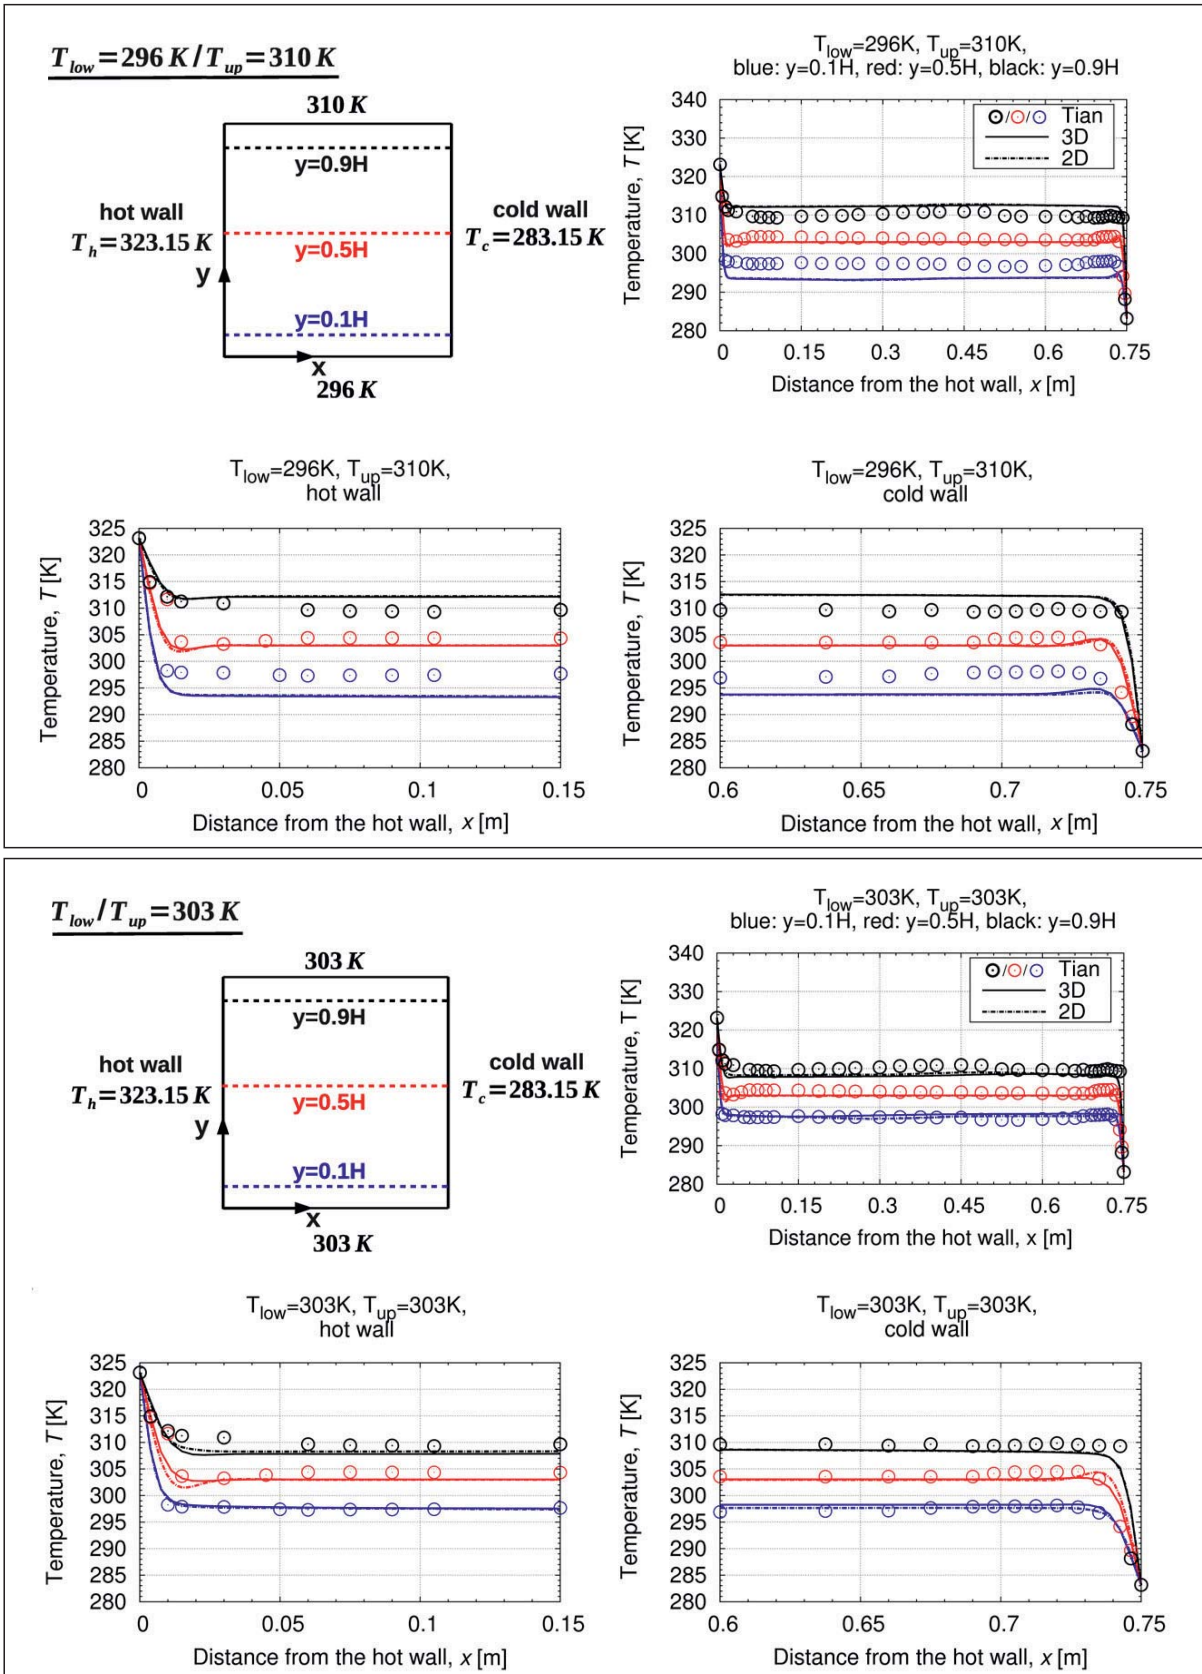 T_low=296 K/T_up=310 K
310 K
y=0.9H
hot wall
T_h=323.15 K
y=0.5H
cold wall
T_c=283.15 K
y
y=0.1H
x
296 K
T_low=296K, T_up=310K,
blue: y=0.1H, red: y=0.5H, black: y=0.9H
Temperature, T [K]
340
330
320
310
300
290
280
/ / Tian
3D
2D
0 0.15 0.3 0.45 0.6 0.75
Distance from the hot wall, x [m]
T_low=296K, T_up=310K,
hot wall
Temperature, T [K]
325
320
315
310
305
300
295
290
285
280
0 0.05 0.1 0.15
Distance from the hot wall, x [m]
T_low=296K, T_up=310K,
cold wall
Temperature, T [K]
325
320
315
310
305
300
295
290
285
280
0.6 0.65 0.7 0.75
Distance from the hot wall, x [m]
T_low/T_up=303 K
303 K
y=0.9H
hot wall
T_h=323.15 K
y=0.5H
cold wall
T_c=283.15 K
y
y=0.1H
x
303 K
T_low=303K, T_up=303K,
blue: y=0.1H, red: y=0.5H, black: y=0.9H
Temperature, T [K]
340
330
320
310
300
290
280
/ / Tian
3D
2D
0 0.15 0.3 0.45 0.6 0.75
Distance from the hot wall, x [m]
T_low=303K, T_up=303K,
hot wall
Temperature, T [K]
325
320
315
310
305
300
295
290
285
280
0 0.05 0.1 0.15
Distance from the hot wall, x [m]
T_low=303K, T_up=303K,
cold wall
Temperature, T [K]
325
320
315
310
305
300
295
290
285
280
0.6 0.65 0.7 0.75
Distance from the hot wall, x [m]